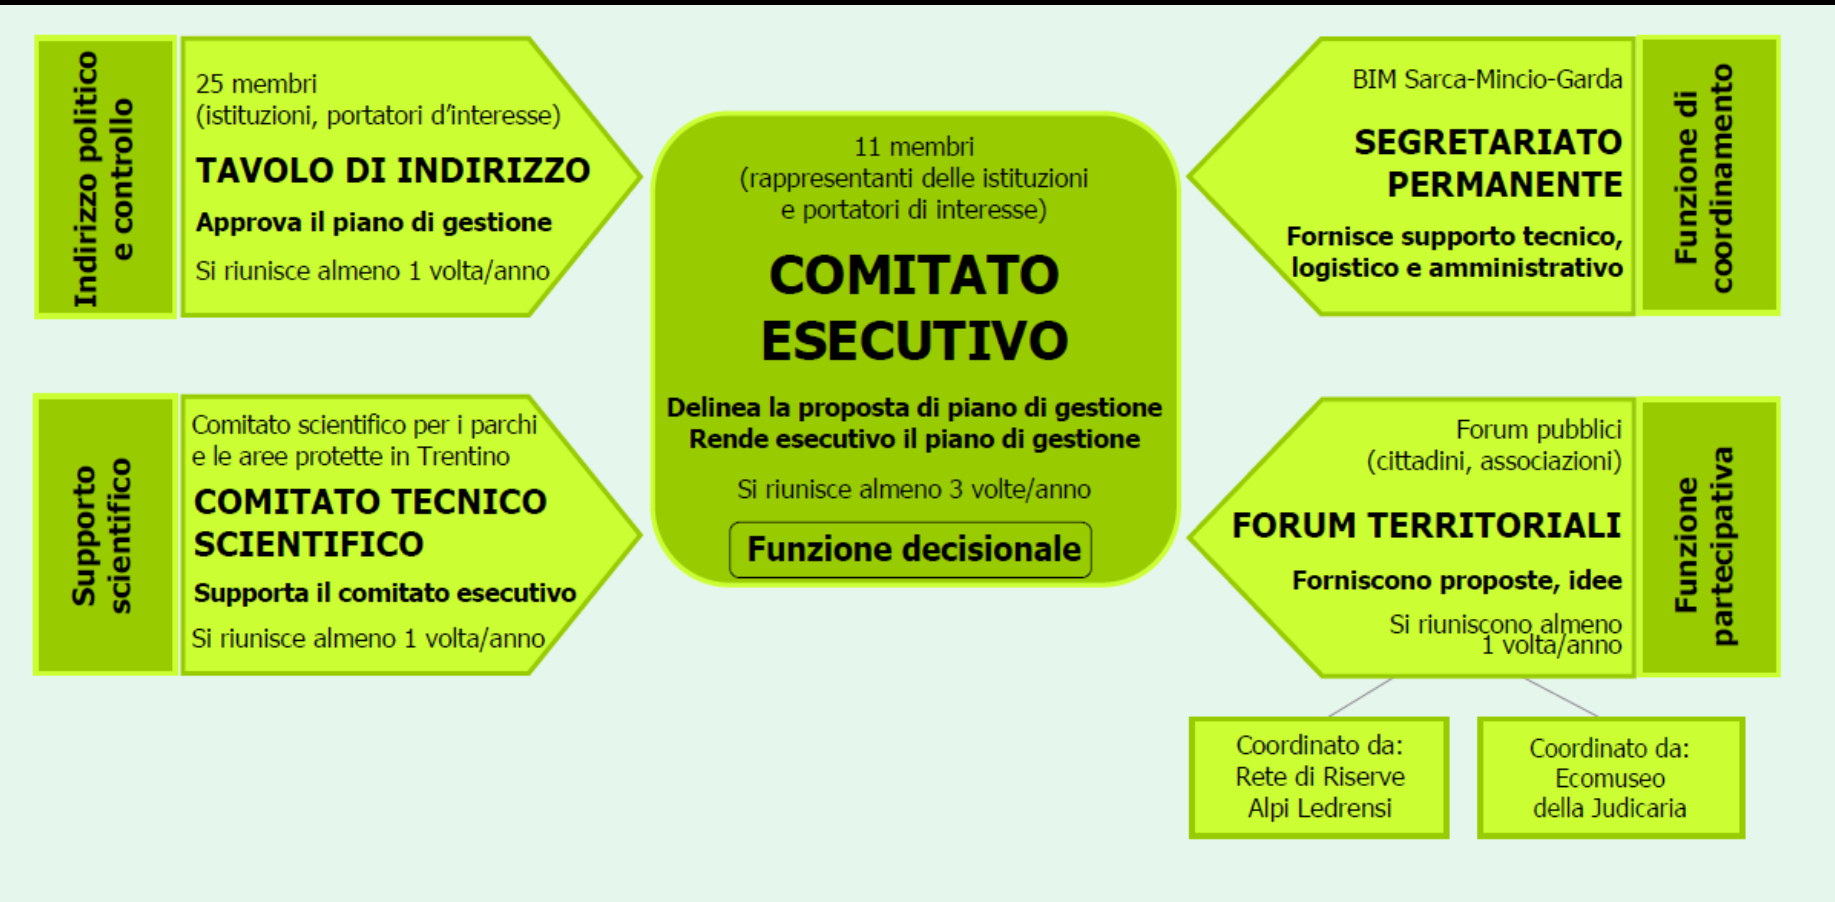 Indirizzo politico
e controllo
25 membri
(istituzioni, portatori d'interesse)
TAVOLO DI INDIRIZZO
Approva il piano di gestione
Si riunisce almeno 1 volta/anno
Supporto
scientifico
Comitato scientifico per i parchi
e le aree protette in Trentino
COMITATO TECNICO
SCIENTIFICO
Supporta il comitato esecutivo
Si riunisce almeno 1 volta/anno
11 membri
(rappresentanti delle istituzioni
e portatori di interesse)
COMITATO
ESECUTIVO
Delinea la proposta di piano di gestione
Rende esecutivo il piano di gestione
Si riunisce almeno 3 volte/anno
Funzione decisionale
BIM Sarca-Mincio-Garda
SEGRETARIATO
PERMANENTE
Fornisce supporto tecnico,
logistico e amministrativo
Funzione di
coordinamento
Forum pubblici
(cittadini, associazioni)
FORUM TERRITORIALI
Forniscono proposte, idee
Si riuniscono almeno
1 volta/anno
Funzione
partecipativa
Coordinato da:
Rete di Riserve
Alpi Ledrensi
Coordinato da:
Ecomuseo
della Judicaria